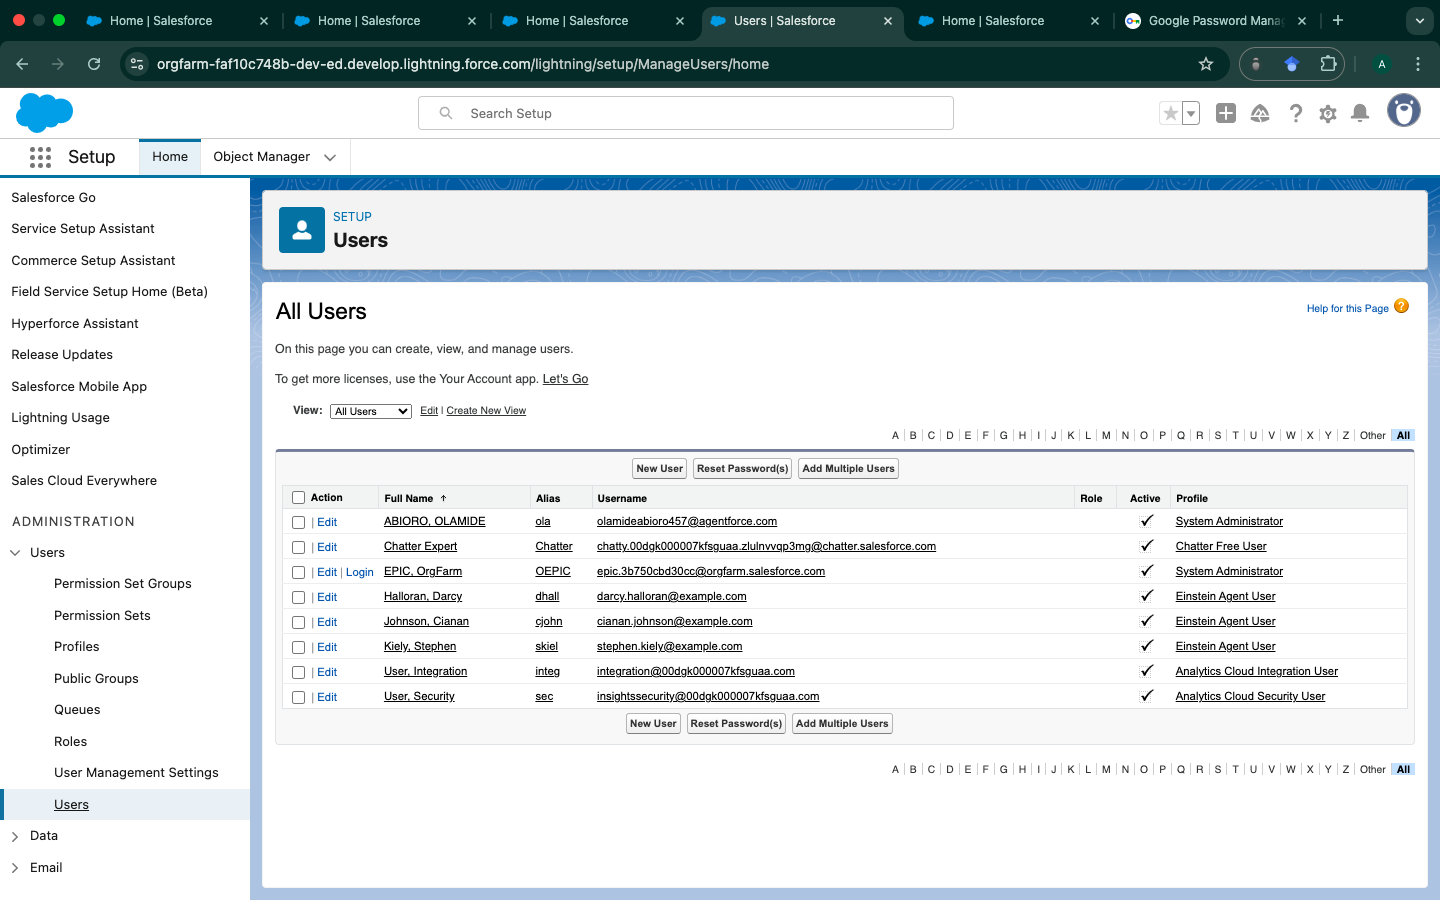 Home | Salesforce
Home | Salesforce
Home | Salesforce
Users | Salesforce
Home | Salesforce
Google Password Mana
orgfarm-faf10c748b-dev-ed.develop.lightning.force.com/lightning/setup/ManageUsers/home
A
Search Setup
Setup
Home
Object Manager
Salesforce Go
Service Setup Assistant
Commerce Setup Assistant
Field Service Setup Home (Beta)
Hyperforce Assistant
Release Updates
Salesforce Mobile App
Lightning Usage
Optimizer
Sales Cloud Everywhere
ADMINISTRATION
Users
Permission Set Groups
Permission Sets
Profiles
Public Groups
Queues
Roles
User Management Settings
Users
Data
Email
SETUP
Users
All Users
Help for this Page ?
On this page you can create, view, and manage users.
To get more licenses, use the Your Account app. Let's Go
View: All Users Edit | Create New View
A B C D E F G H I J K L M N O P Q R S T U V W X Y Z Other All
New User Reset Password(s) Add Multiple Users
Action Full Name ↑ Alias Username Role Active Profile
| Edit ABIORO, OLAMIDE ola olamideabioro457@agentforce.com ✓ System Administrator
| Edit Chatter Expert Chatter chatty.00dgk000007kfsguaa.zlulnvvqp3mg@chatter.salesforce.com ✓ Chatter Free User
| Edit | Login EPIC, OrgFarm OEPIC epic.3b750cbd30cc@orgfarm.salesforce.com ✓ System Administrator
| Edit Halloran, Darcy dhall darcy.halloran@example.com ✓ Einstein Agent User
| Edit Johnson, Cianan cjohn cianan.johnson@example.com ✓ Einstein Agent User
| Edit Kiely, Stephen skiel stephen.kiely@example.com ✓ Einstein Agent User
| Edit User, Integration integ integration@00dgk000007kfsguaa.com ✓ Analytics Cloud Integration User
| Edit User, Security sec insightssecurity@00dgk000007kfsguaa.com ✓ Analytics Cloud Security User
New User Reset Password(s) Add Multiple Users
A B C D E F G H I J K L M N O P Q R S T U V W X Y Z Other All